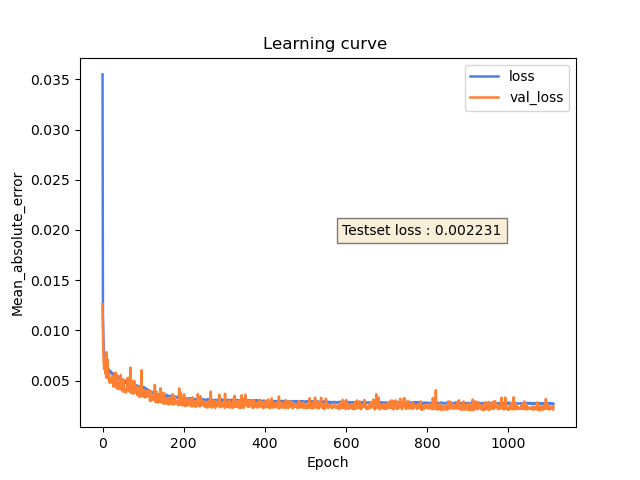 Learning curve
loss
val_loss
Testset loss : 0.002231
Mean_absolute_error
0.035
0.030
0.025
0.020
0.015
0.010
0.005
0
200
400
600
800
1000
Epoch